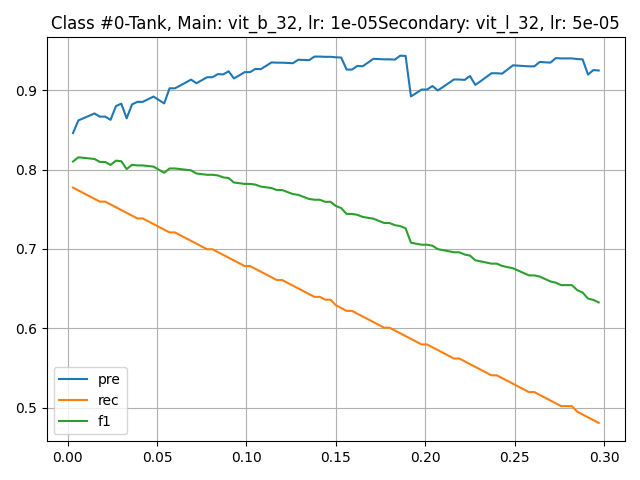 Class #0-Tank, Main: vit_b_32, lr: 1e-05Secondary: vit_l_32, lr: 5e-05
0.9
0.8
0.7
0.6
0.5
pre
rec
f1
0.00 0.05 0.10 0.15 0.20 0.25 0.30